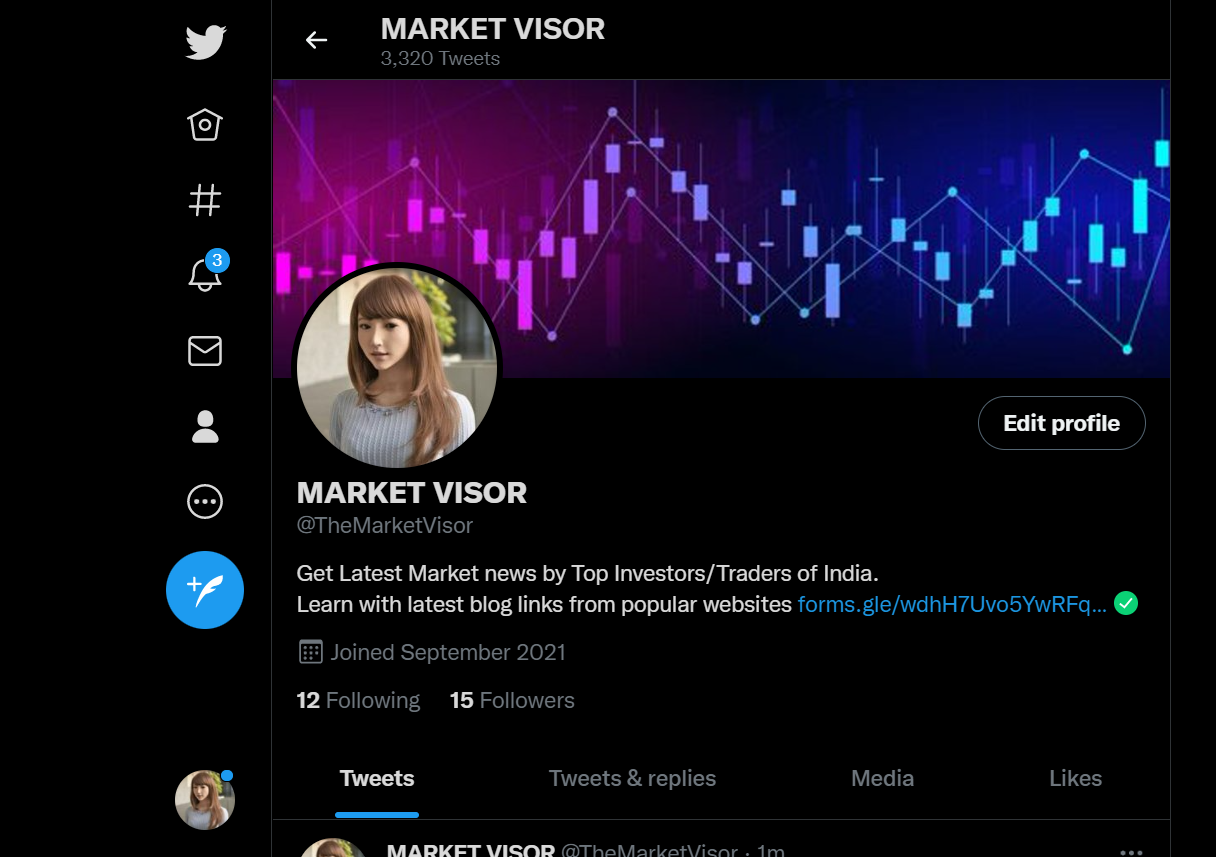 MARKET VISOR
3,320 Tweets
3
Edit profile
MARKET VISOR
@TheMarketVisor
Get Latest Market news by Top Investors/Traders of India.
Learn with latest blog links from popular websites forms.gle/wdhH7Uvo5YwRFq...
Joined September 2021
12 Following 15 Followers
Tweets Tweets & replies Media Likes
MARKET VISOR @TheMarketVisor · 1m